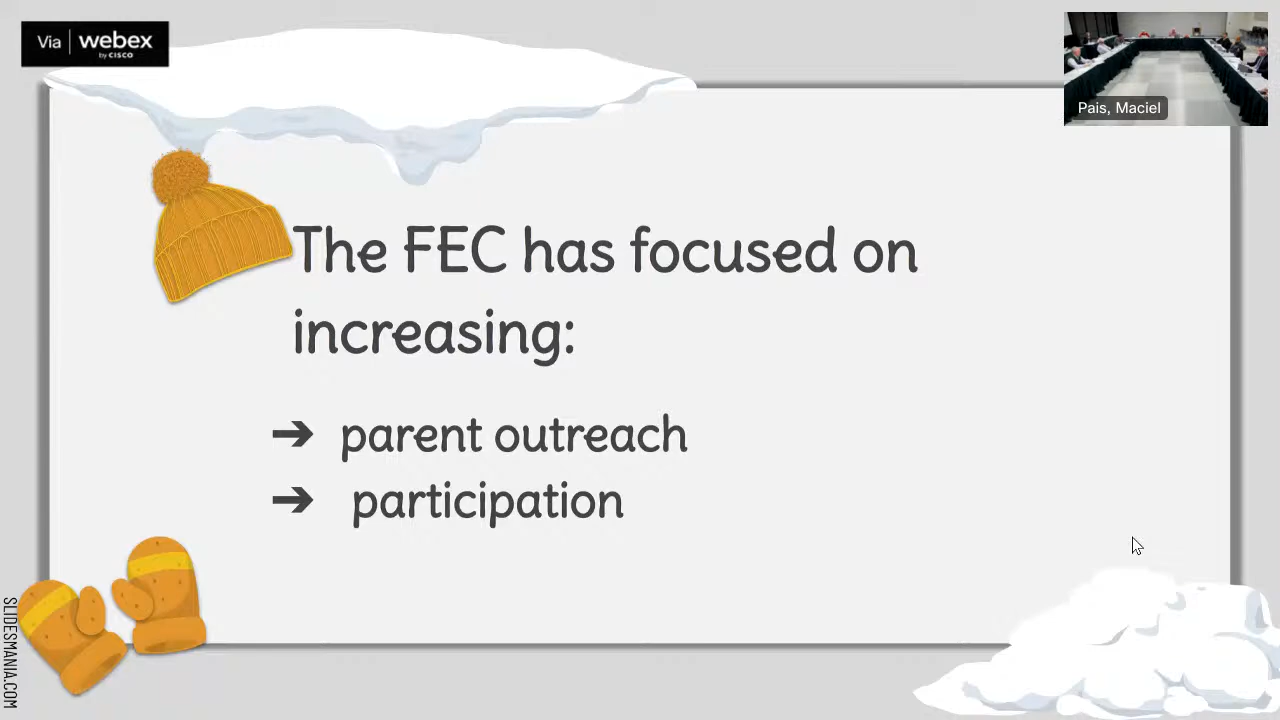 Via webex
by CISCO
Pais, Maciel
The FEC has focused on
increasing:
➔ parent outreach
➔ participation
SLIDESMANIA.COM